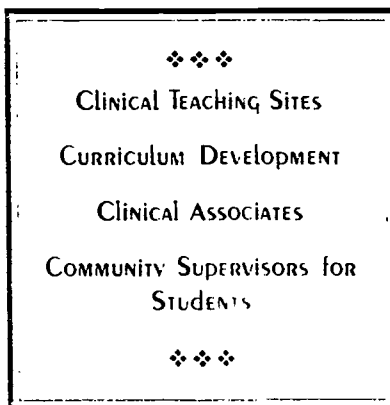 ❖❖❖
Clinical Teaching Sites
Curriculum Development
Clinical Associates
Community Supervisors for
Students
❖❖❖